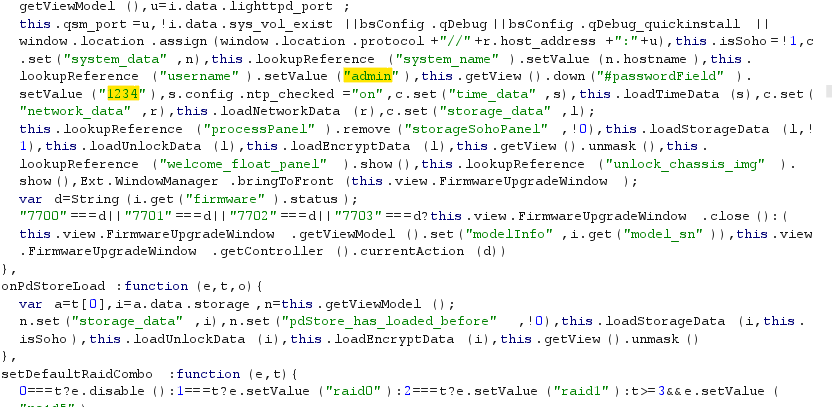 getViewModel (),u=i.data.lighttpd_port ;
this.qsm_port=u,!i.data.sys_vol_exist ||bsConfig.qDebug||bsConfig.qDebug_quickinstall ||
window.location.assign(window.location.protocol+"//"+r.host_address +":"+u),this.isSoho=!1,c
.set("system_data" ,n),this.lookupReference ("system_name" ).setValue(n.hostname),this.
lookupReference ("username" ).setValue("admin"),this.getView().down("#passwordField" ).
setValue("1234"),s.config.ntp_checked="on",c.set("time_data" ,s),this.loadTimeData (s),c.set(
"network_data" ,r),this.loadNetworkData (r),c.set("storage_data" ,l);
this.lookupReference ("processPanel" ).remove("storageSohoPanel" ,!0),this.loadStorageData (l,!
1),this.loadUnlockData (l),this.loadEncryptData (l),this.getView().unmask(),this.
lookupReference ("welcome_float_panel" ).show(),this.lookupReference ("unlock_chassis_img" ).
show(),Ext.WindowManager .bringToFront (this.view.FirmwareUpgradeWindow );
var d=String(i.get("firmware" ).status);
"7700"===d||"7701"===d||"7702"===d||"7703"===d?this.view.FirmwareUpgradeWindow .close():(
this.view.FirmwareUpgradeWindow .getViewModel ().set("modelInfo" ,i.get("model_sn" )),this.view
.FirmwareUpgradeWindow .getController ().currentAction (d))
},
onPdStoreLoad :function(e,t,o){
var a=t[0],i=a.data.storage,n=this.getViewModel ();
n.set("storage_data" ,i),n.set("pdStore_has_loaded_before" ,!0),this.loadStorageData (i,this.
isSoho),this.loadUnlockData (i),this.loadEncryptData (i),this.getView().unmask()
},
setDefaultRaidCombo :function(e,t){
0===t?e.disable():1===t?e.setValue("raid0"):2===t?e.setValue("raid1"):t>=3&&e.setValue(